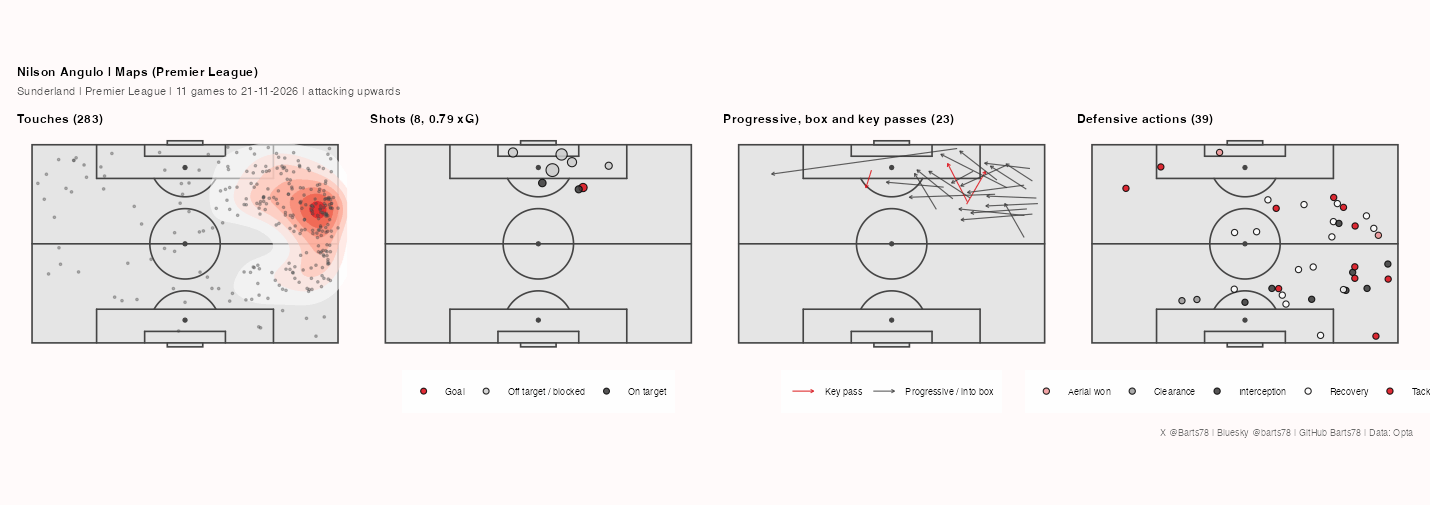 Nilson Angulo | Maps (Premier League)
Sunderland | Premier League | 11 games to 21-11-2026 | attacking upwards
Touches (283)
Shots (8, 0.79 xG)
Progressive, box and key passes (23)
Defensive actions (39)
Goal Off target / blocked On target
Key pass Progressive / Into box
Aerial won Clearance Interception Recovery Tack
X @Barts78 | Bluesky @barts78 | GitHub Barts78 | Data: Opta